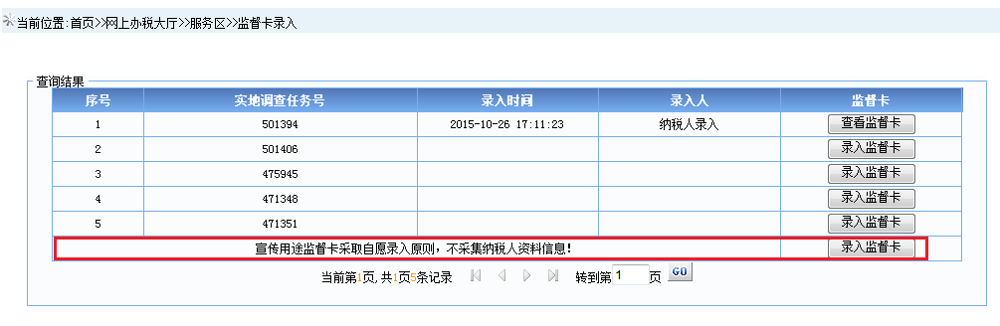 当前位置:首页>>网上办税大厅>>服务区>>监督卡录入
查询结果
序号 实地调查任务号 录入时间 录入人 监督卡
1 501394 2015-10-26 17:11:23 纳税人录入 查看监督卡
2 501406 录入监督卡
3 475945 录入监督卡
4 471348 录入监督卡
5 471351 录入监督卡
宣传用途监督卡采取自愿录入原则，不采集纳税人资料信息！ 录入监督卡
当前第1页,共1页5条记录 转到第1页 GO